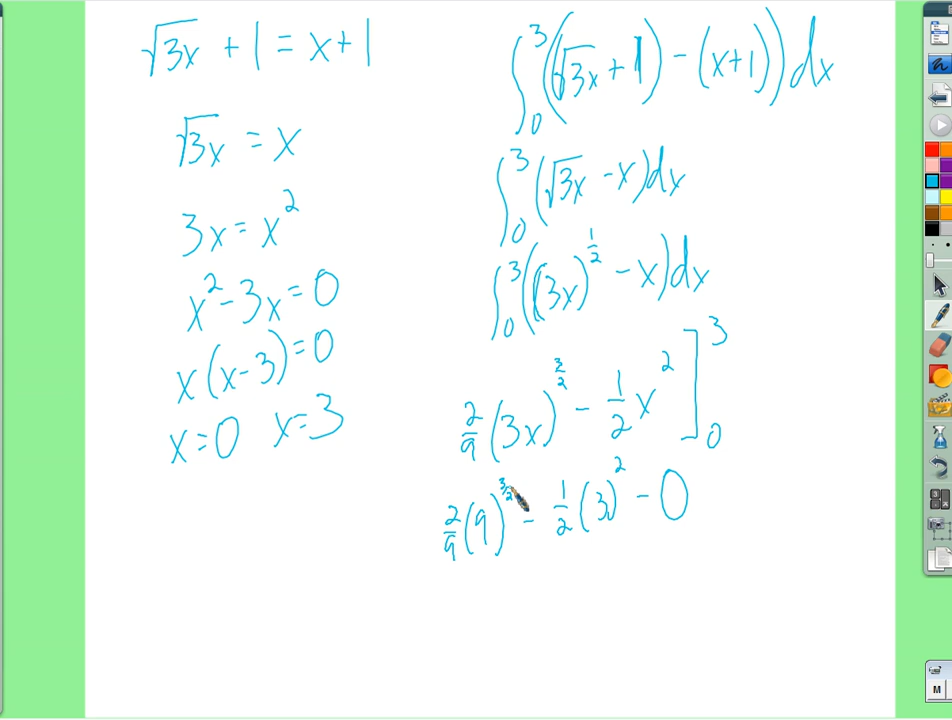 √3x + 1 = x + 1
√3x = x
3x = x²
x² - 3x = 0
x(x - 3) = 0
x = 0 x = 3
∫₀³ ((√3x + 1) - (x + 1)) dx
∫₀³ (√3x - x) dx
∫₀³ ((3x)^(1/2) - x) dx
2/9 (3x)^(3/2) - 1/2 x² ]₀³
2/9 (9)^(3/2) - 1/2 (3)² - 0
M